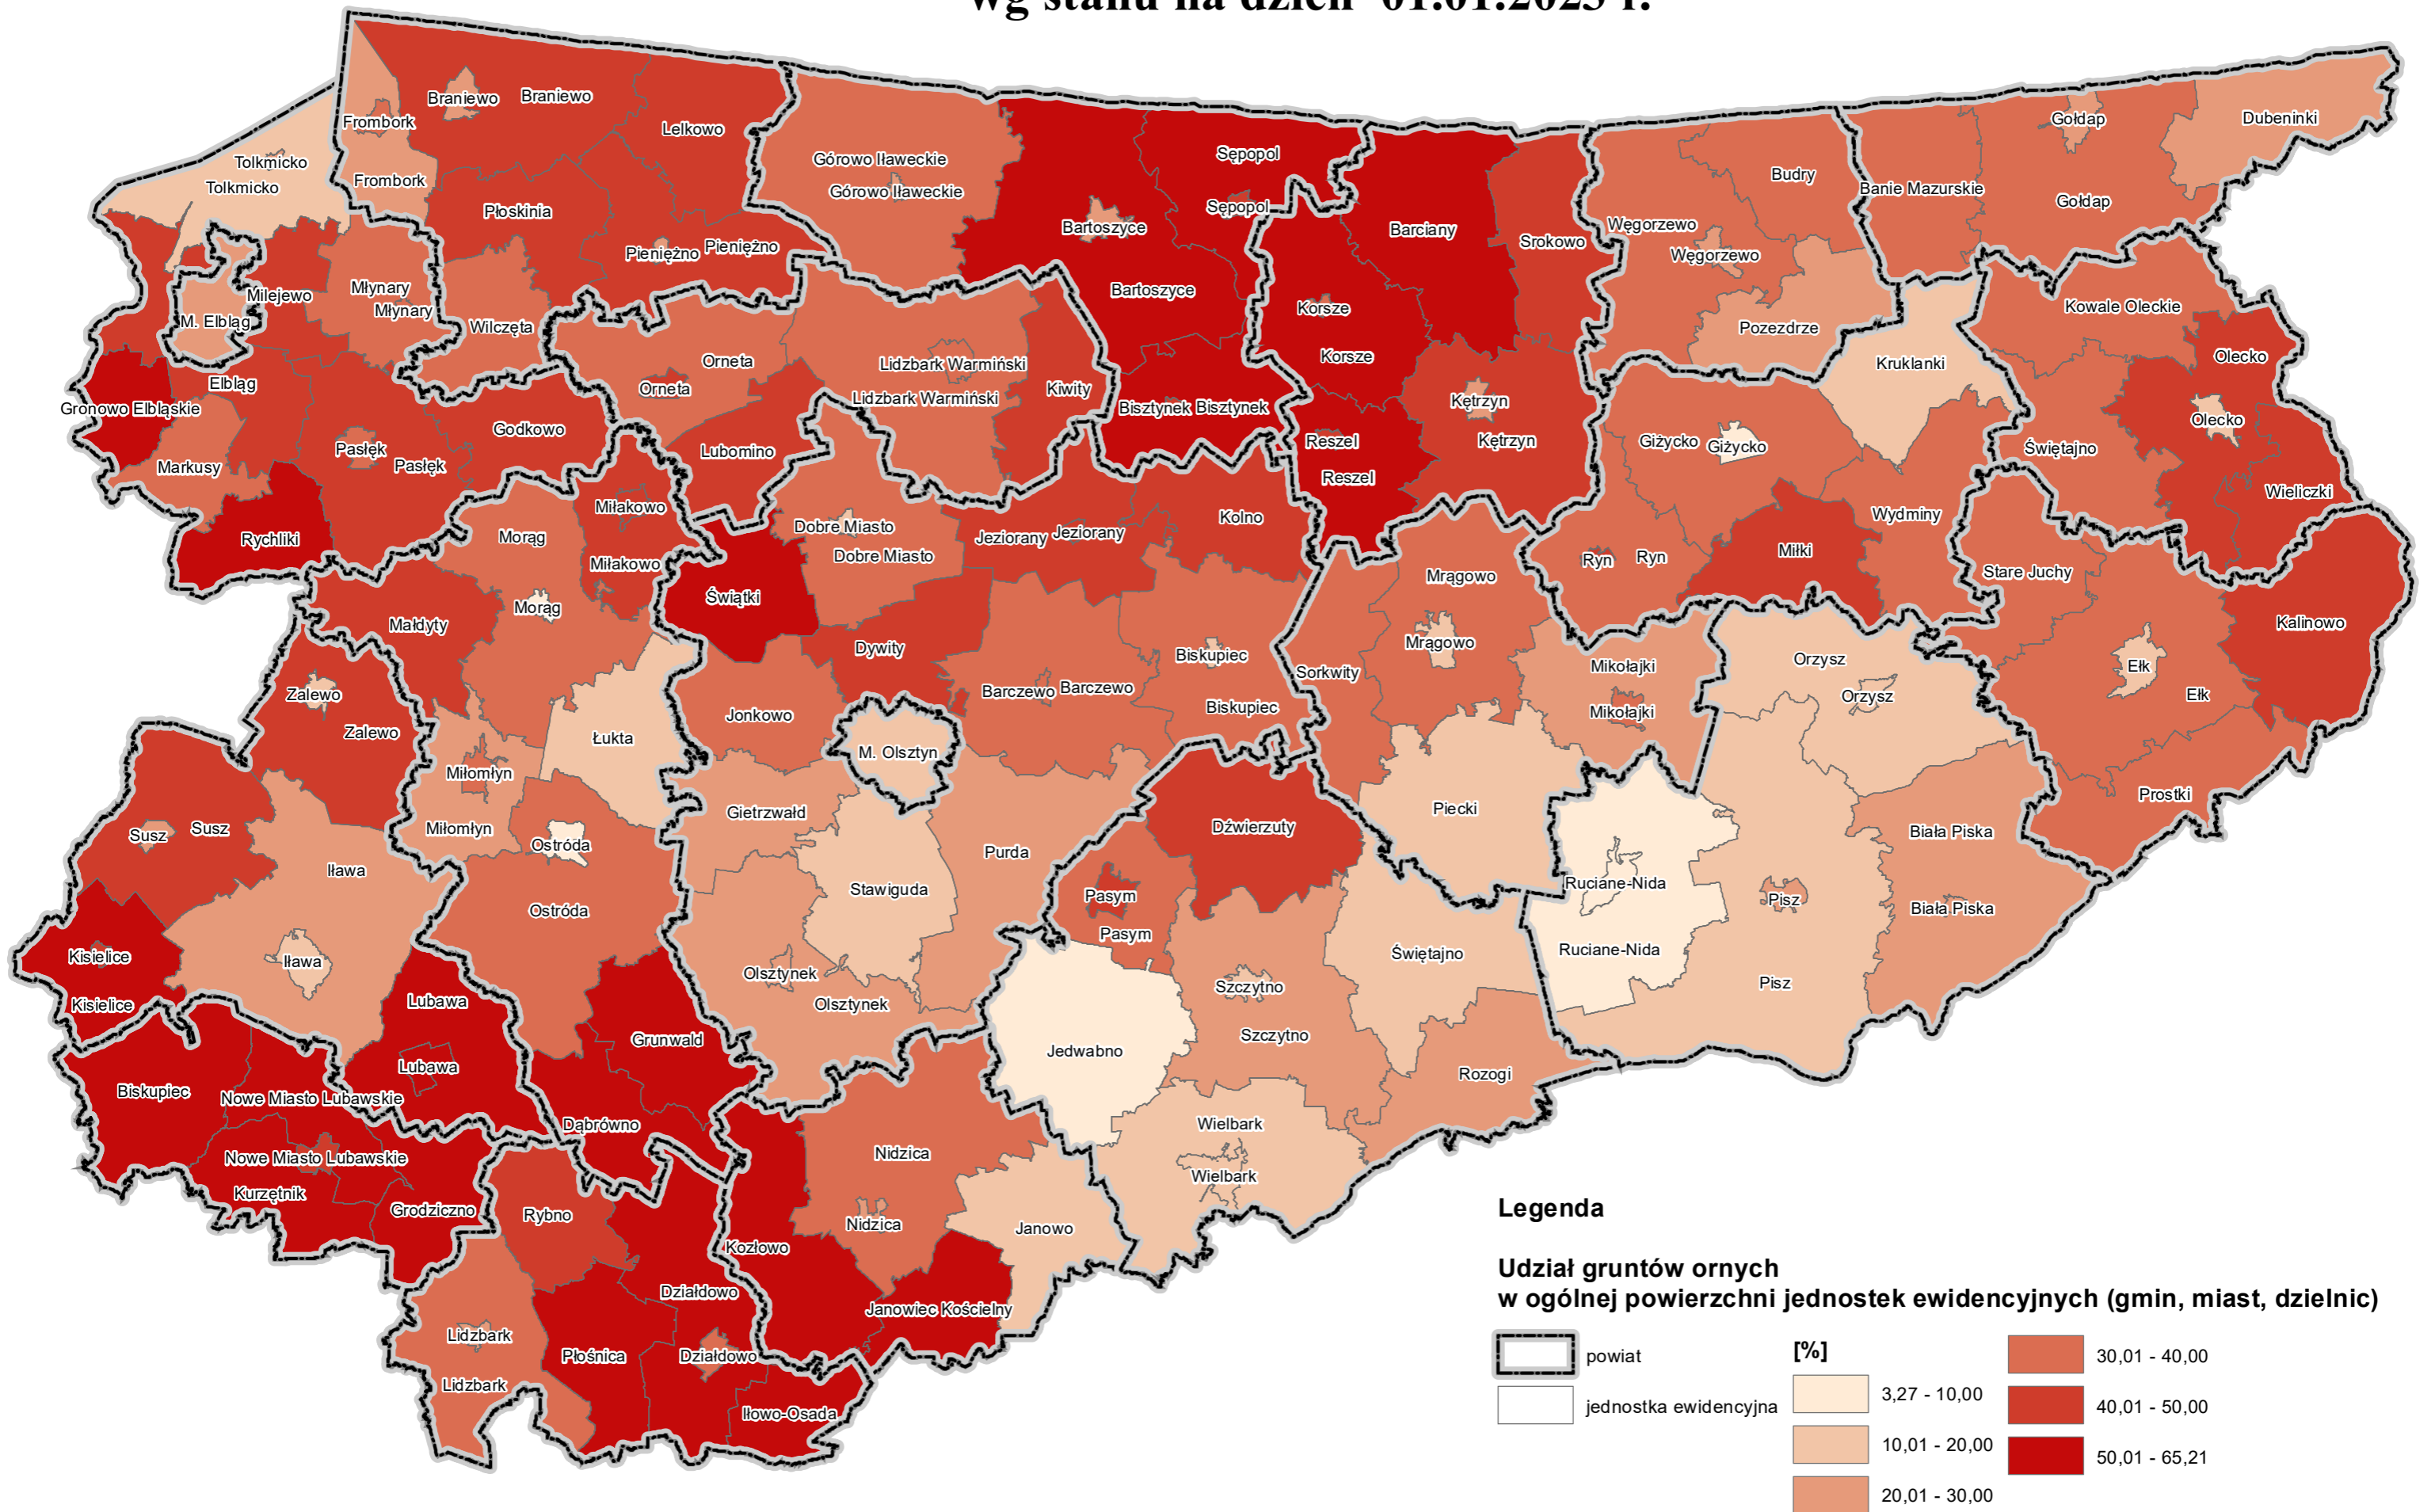 wg stanu na dzień 01.01.2023 r.
Braniewo
Braniewo
Frombork
Lelkowo
Tolkmicko
Tolkmicko
Frombork
Płoskinia
Pieniężno
Pieniężno
Górowo Iławeckie
Górowo Iławeckie
Sępopol
Sępopol
Bartoszyce
Bartoszyce
Barciany
Srokowo
Węgorzewo
Węgorzewo
Budry
Banie Mazurskie
Gołdap
Gołdap
Dubeninki
Milejewo
Młynary
Młynary
M. Elbląg
Wilczęta
Orneta
Orneta
Lidzbark Warmiński
Lidzbark Warmiński
Kiwity
Korsze
Korsze
Pozezdrze
Kruklanki
Kowale Oleckie
Olecko
Olecko
Elbląg
Gronowo Elbląskie
Markusy
Pasłęk
Pasłęk
Godkowo
Lubomino
Bisztynek
Bisztynek
Reszel
Reszel
Kętrzyn
Kętrzyn
Giżycko
Giżycko
Świętajno
Wieliczki
Rychliki
Morąg
Morąg
Miłakowo
Miłakowo
Dobre Miasto
Dobre Miasto
Jeziorany
Jeziorany
Kolno
Mrągowo
Mrągowo
Ryn
Ryn
Miłki
Wydminy
Stare Juchy
Kalinowo
Małdyty
Świątki
Dywity
Barczewo
Barczewo
Biskupiec
Biskupiec
Sorkwity
Mikołajki
Mikołajki
Orzysz
Orzysz
Ełk
Ełk
Zalewo
Zalewo
Łukta
Jonkowo
M. Olsztyn
Miłomłyn
Miłomłyn
Susz
Susz
Ostróda
Ostróda
Iława
Iława
Gietrzwałd
Stawiguda
Purda
Dźwierzuty
Piecki
Prostki
Biała Piska
Biała Piska
Pasym
Pasym
Ruciane-Nida
Ruciane-Nida
Pisz
Pisz
Kisielice
Kisielice
Lubawa
Lubawa
Olsztynek
Olsztynek
Szczytno
Szczytno
Świętajno
Grunwald
Jedwabno
Rozogi
Biskupiec
Nowe Miasto Lubawskie
Nowe Miasto Lubawskie
Dąbrówno
Wielbark
Wielbark
Kurzętnik
Grodziczno
Rybno
Nidzica
Nidzica
Janowo
Kozłowo
Działdowo
Działdowo
Janowiec Kościelny
Lidzbark
Lidzbark
Płośnica
Iłowo-Osada
Legenda
Udział gruntów ornych
w ogólnej powierzchni jednostek ewidencyjnych (gmin, miast, dzielnic)
powiat
jednostka ewidencyjna
[%]
3,27 - 10,00
10,01 - 20,00
20,01 - 30,00
30,01 - 40,00
40,01 - 50,00
50,01 - 65,21